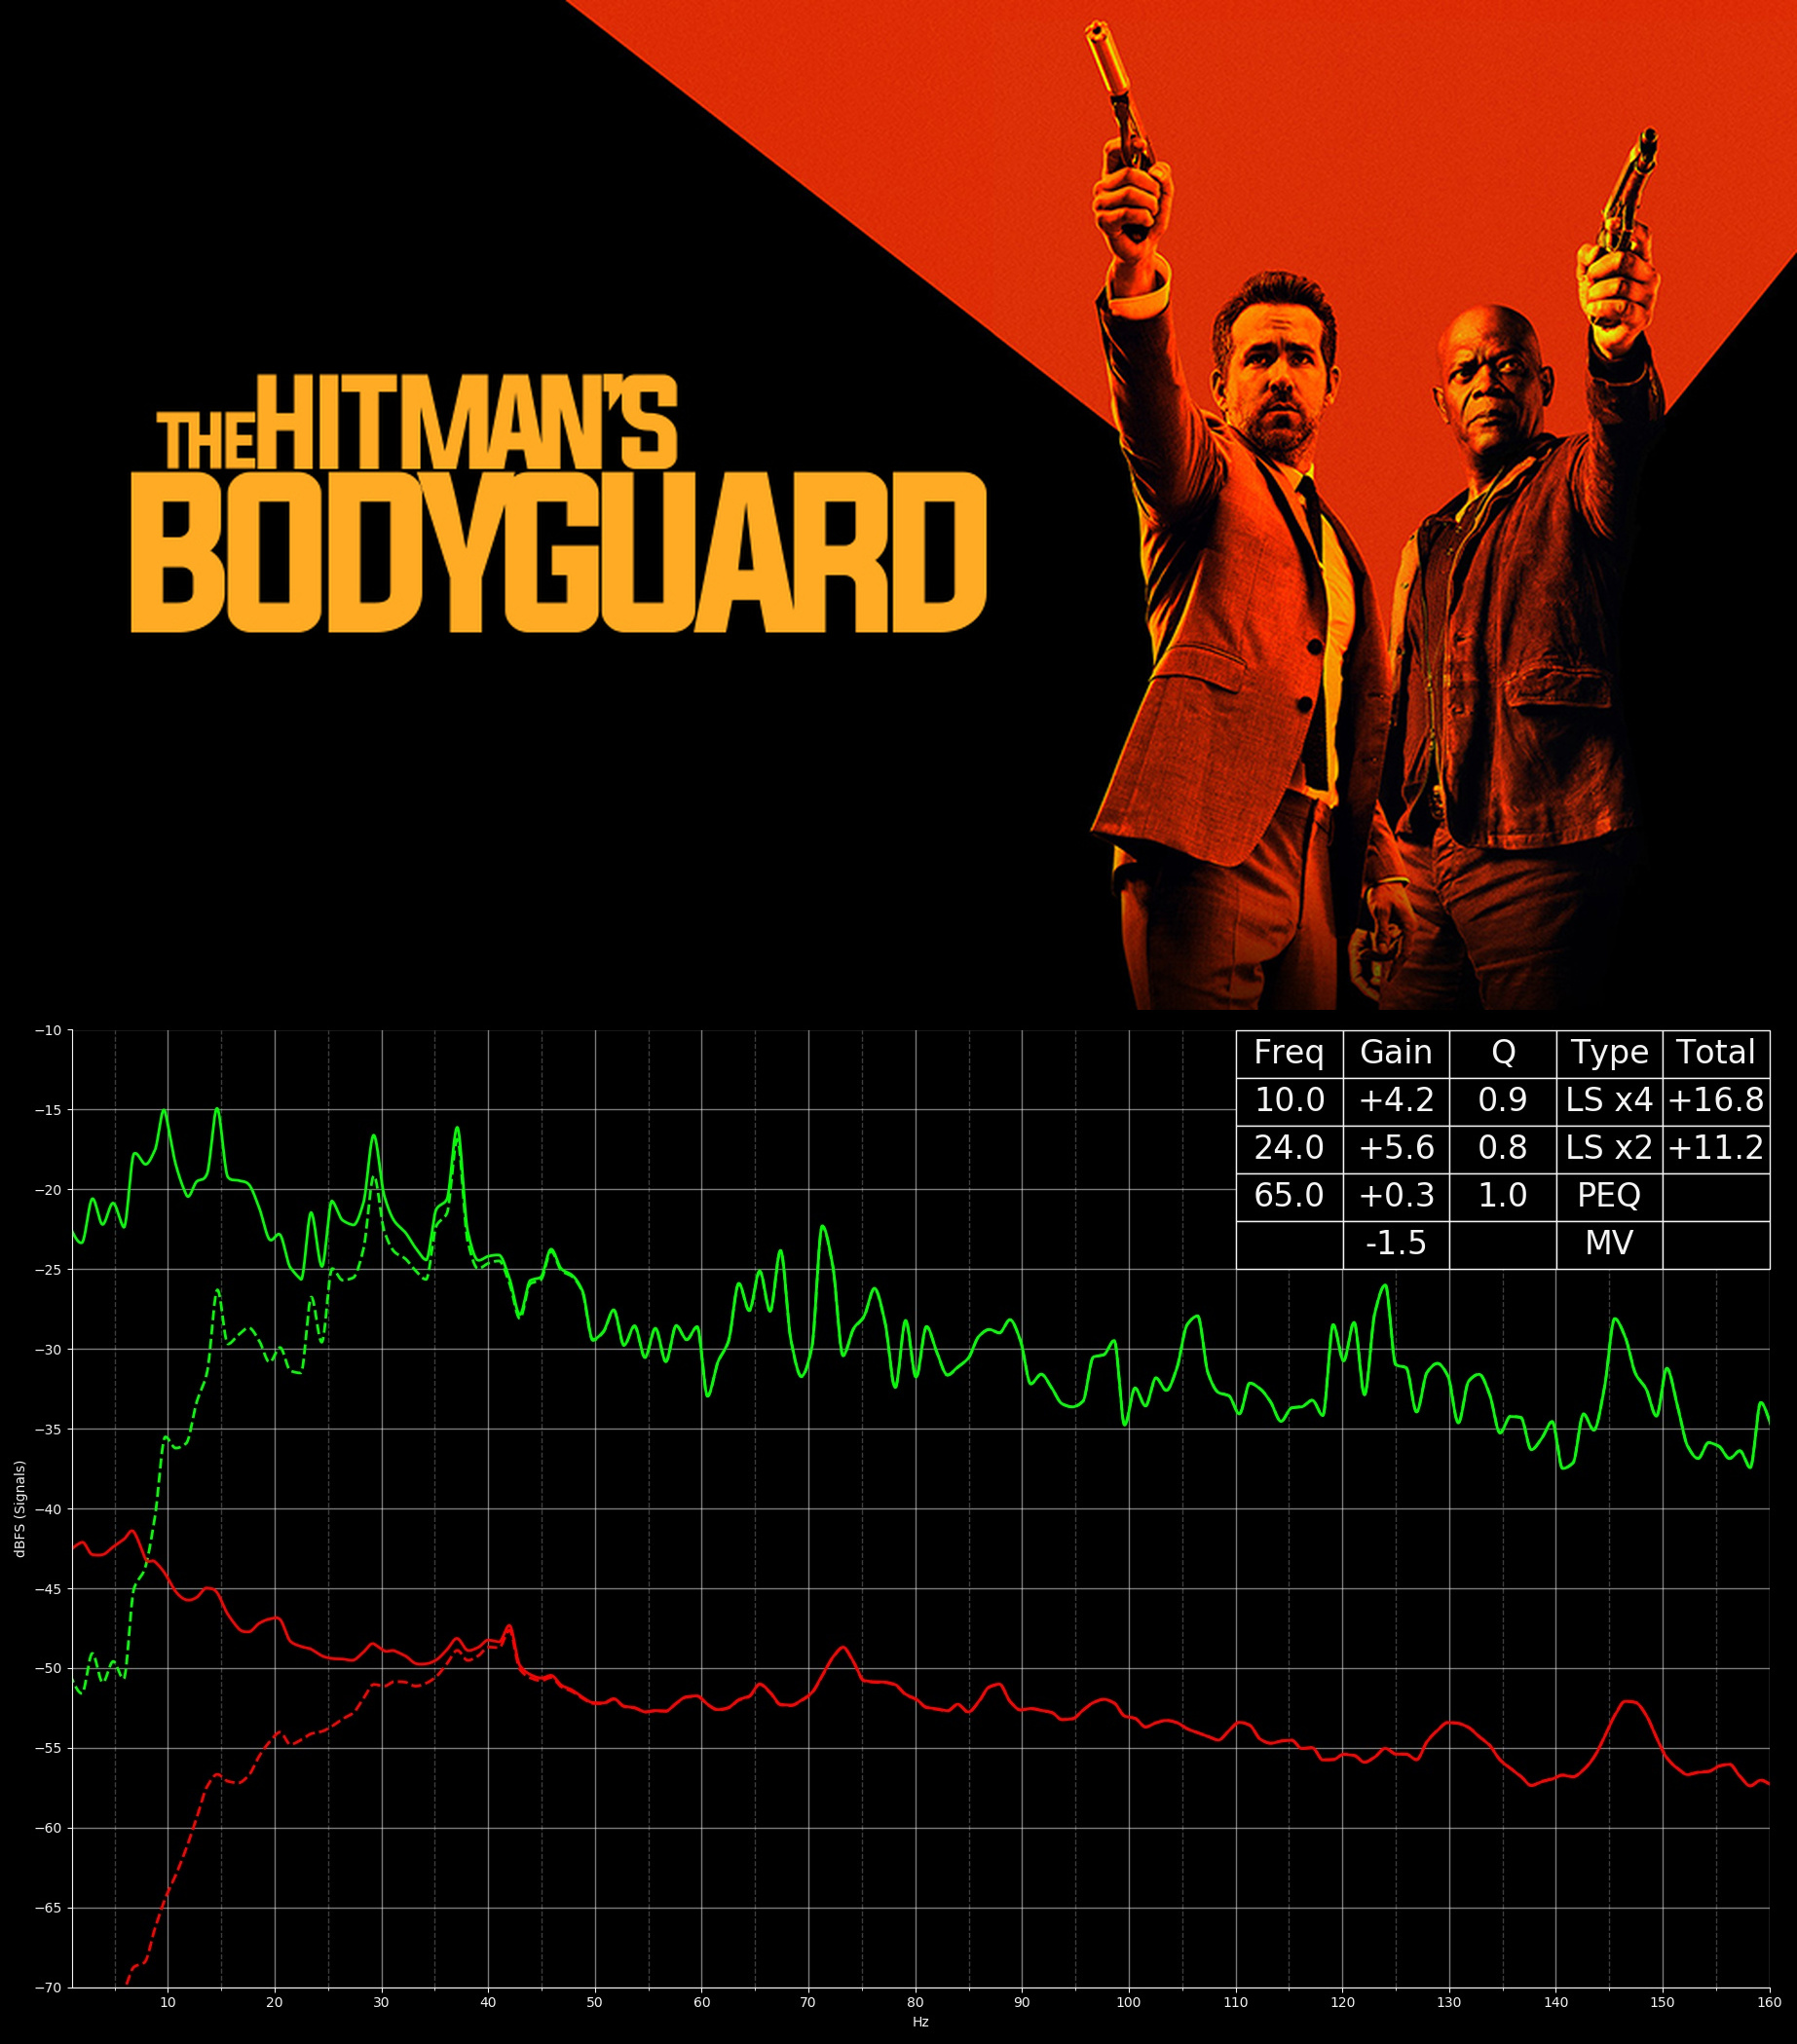 THE HITMAN'S
BODYGUARD
Freq Gain Q Type Total
10.0 +4.2 0.9 LS x4 +16.8
24.0 +5.6 0.8 LS x2 +11.2
65.0 +0.3 1.0 PEQ
-1.5 MV
−10
−15
−20
−25
−30
−35
−40
−45
−50
−55
−60
−65
−70
dBFS (Signals)
10 20 30 40 50 60 70 80 90 100 110 120 130 140 150 160
Hz